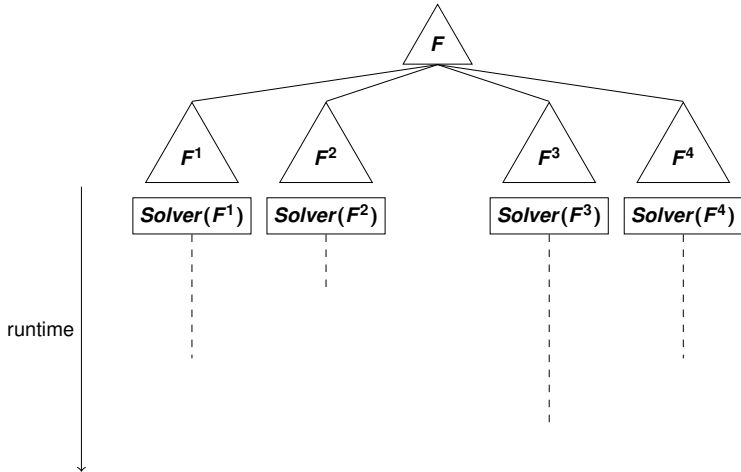 F
F¹ F² F³ F⁴
Solver(F¹) Solver(F²) Solver(F³) Solver(F⁴)
runtime